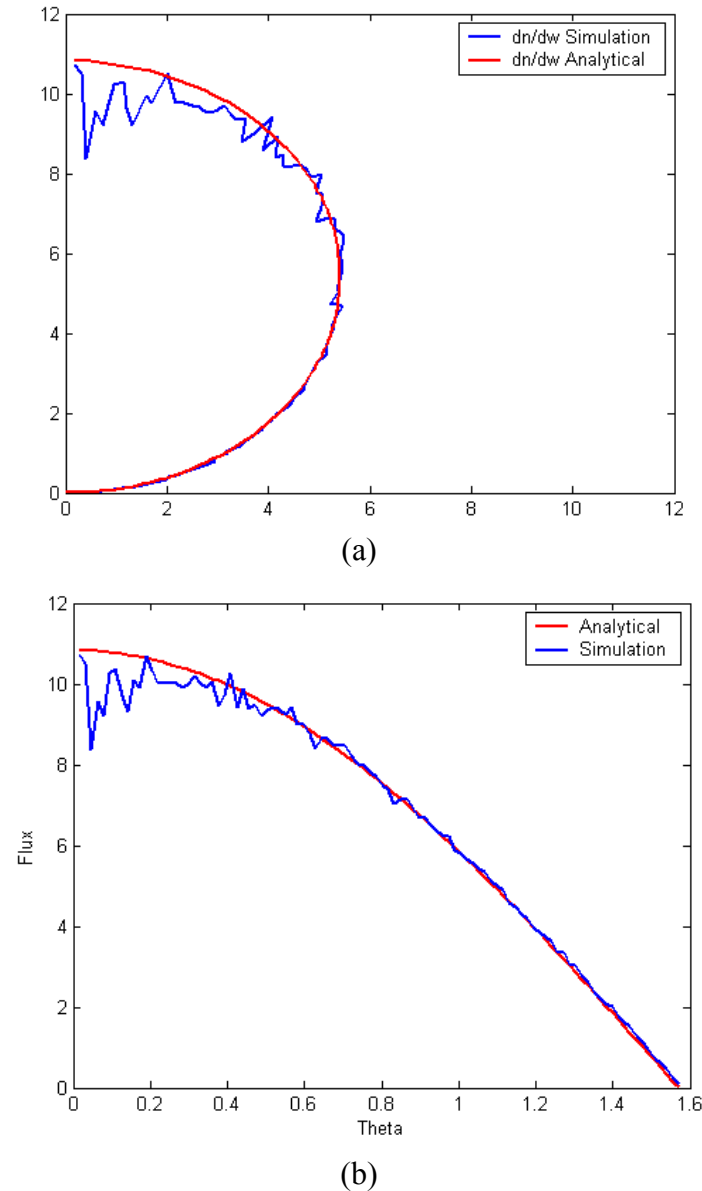 12
dn/dw Simulation
dn/dw Analytical
10
8
6
4
2
0
0 2 4 6 8 10 12
(a)
12
Analytical
Simulation
10
8
6
4
2
0
Flux
0 0.2 0.4 0.6 0.8 1 1.2 1.4 1.6
Theta
(b)